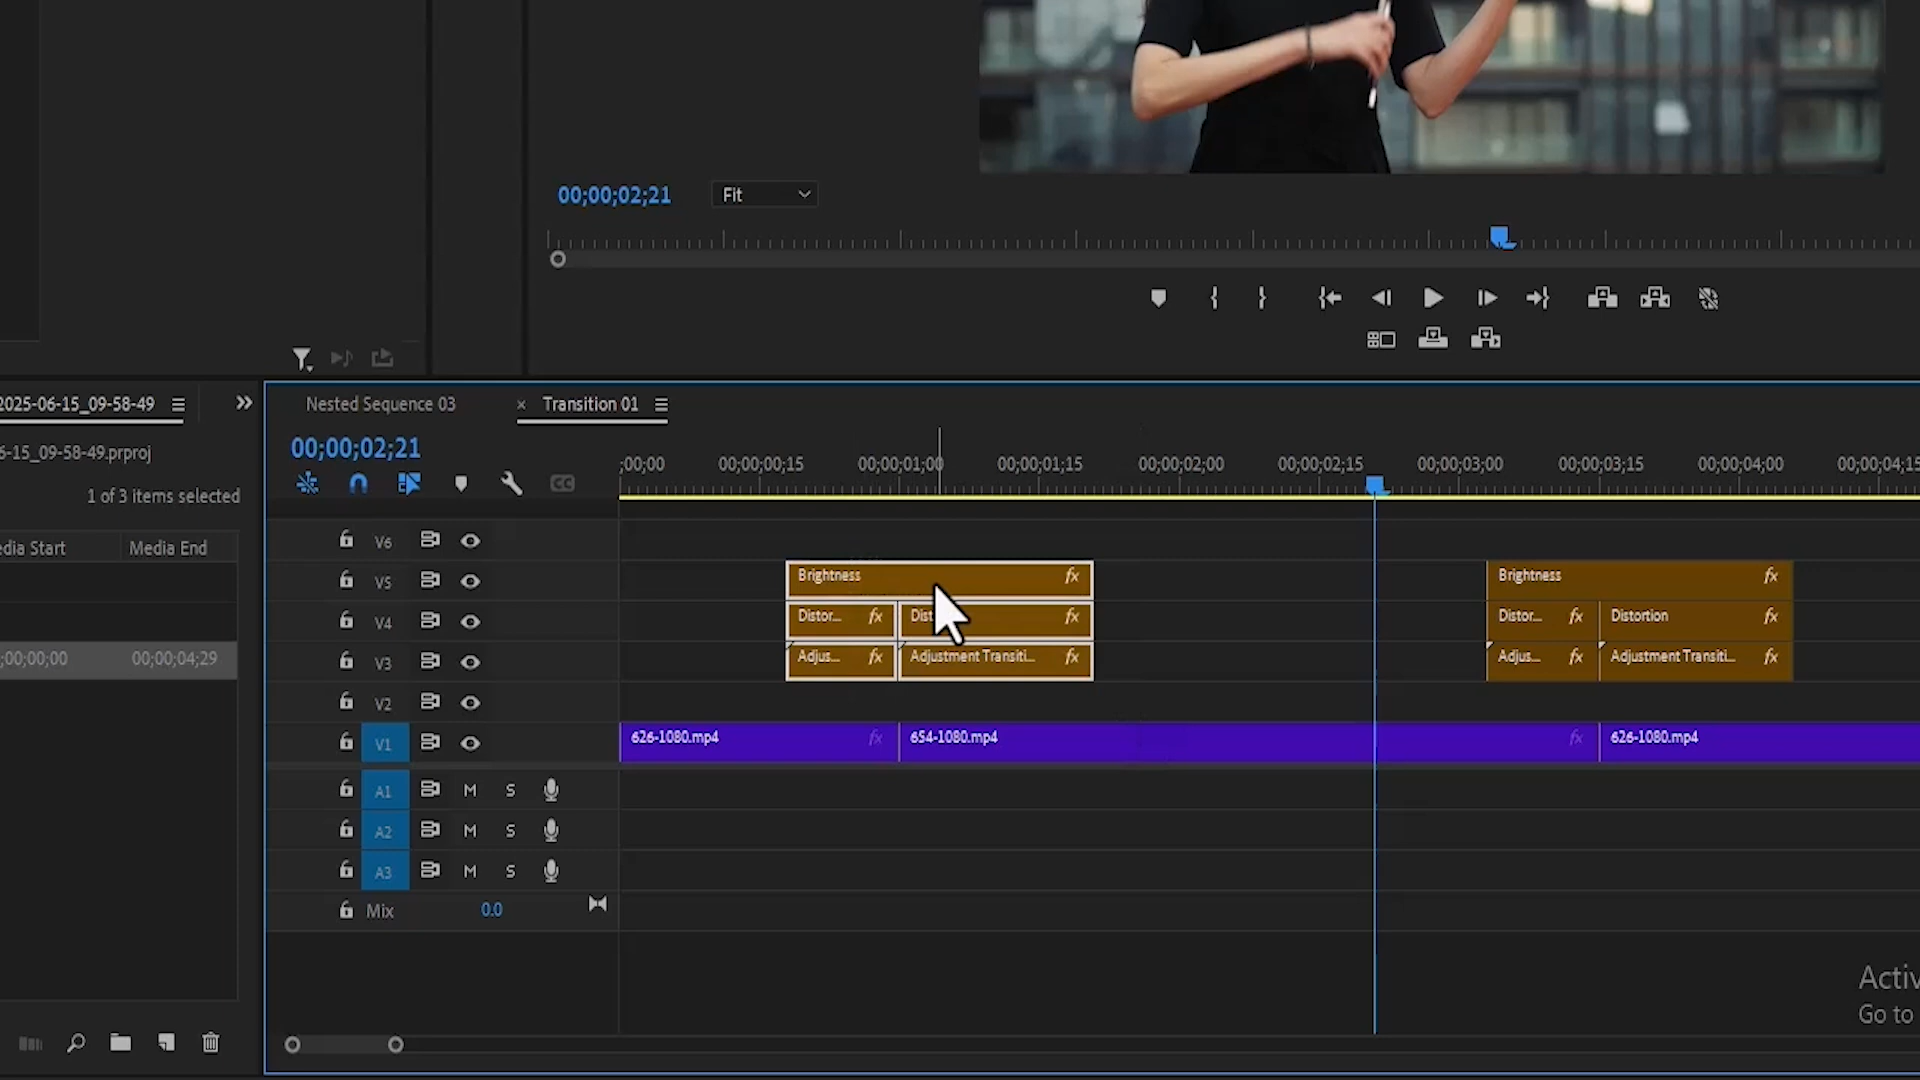 00;00;02;21
Fit
2025-06-15_09-58-49
6-15_09-58-49.prproj
1 of 3 items selected
edia Start
Media End
;00;00;00
00;00;04;29
Nested Sequence 03
Transition 01
00;00;02;21
;00;00
00;00;00;15
00;00;01;00
00;00;01;15
00;00;02;00
00;00;02;15
00;00;03;00
00;00;03;15
00;00;04;00
00;00;04;15
V6
V5
Brightness fx
Brightness fx
V4
Distor... fx
Dist fx
Distor... fx
Distortion fx
V3
Adjus... fx
Adjustment Transiti... fx
Adjus... fx
Adjustment Transiti... fx
V2
V1
626-1080.mp4 fx
654-1080.mp4 fx
626-1080.mp4
A1 M S
A2 M S
A3 M S
Mix 0.0
Activ
Go to